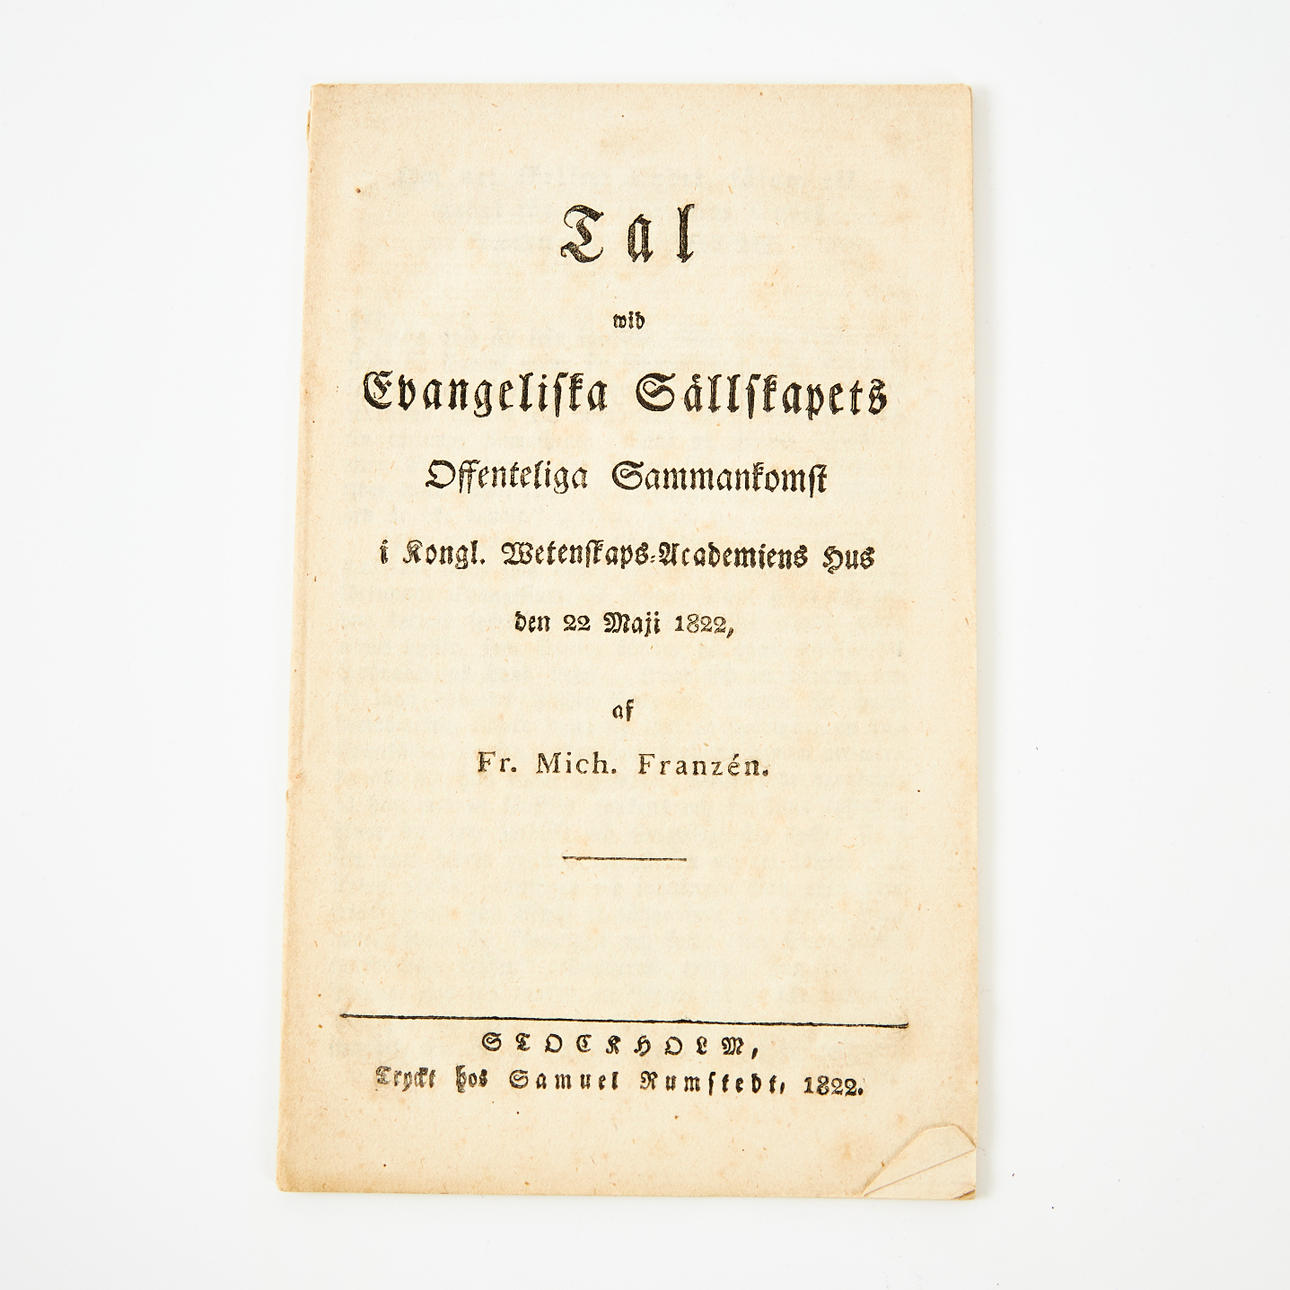 Tal
wid
Evangeliska Sällskapets
Offenteliga Sammankomst
i Kongl. Wetenskaps-Academiens Hus
den 22 Maji 1822,
af
Fr. Mich. Franzén.
STOCKHOLM,
Tryckt hos Samuel Rumstedt, 1822.